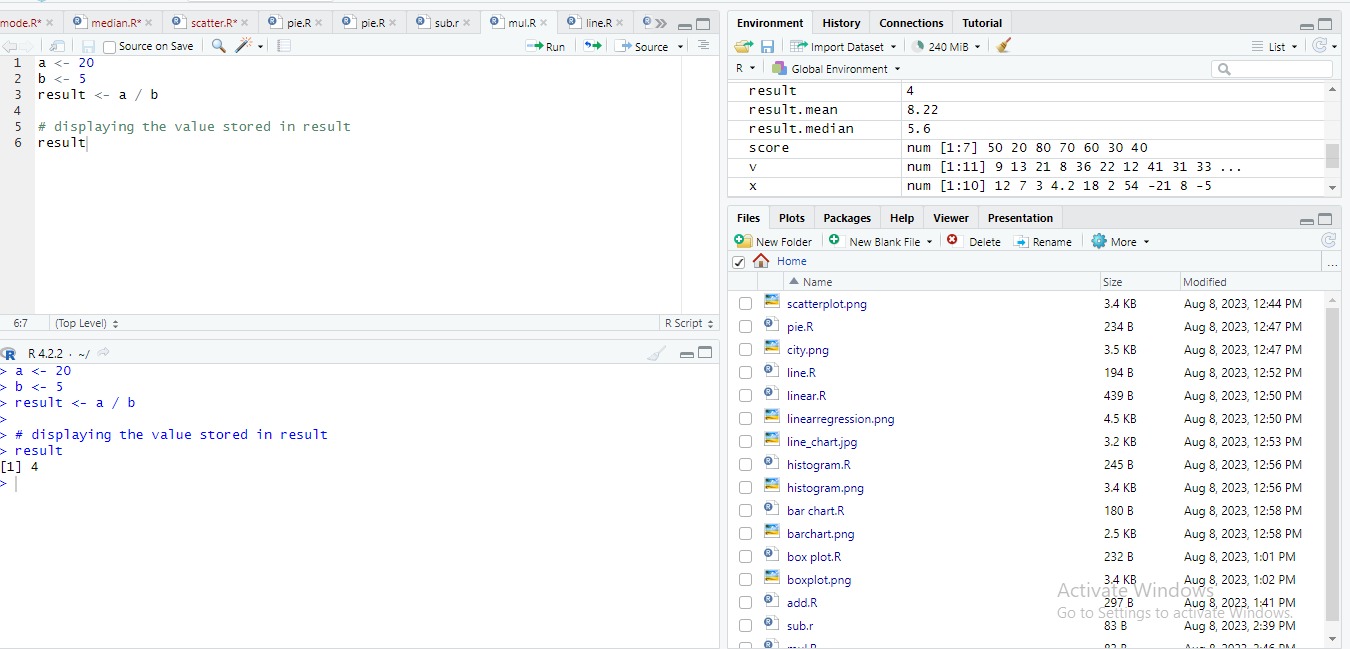 mode.R* × median.R* × scatter.R* × pie.R × pie.R × sub.r × mul.R × line.R ×
Source on Save Run Source
1 a <- 20
2 b <- 5
3 result <- a / b
4
5 # displaying the value stored in result
6 result
6:7 (Top Level) R Script
R 4.2.2 · ~/
> a <- 20
> b <- 5
> result <- a / b
>
> # displaying the value stored in result
> result
[1] 4
>
Environment History Connections Tutorial
Import Dataset 240 MiB List
R Global Environment
result 4
result.mean 8.22
result.median 5.6
score num [1:7] 50 20 80 70 60 30 40
v num [1:11] 9 13 21 8 36 22 12 41 31 33 ...
x num [1:10] 12 7 3 4.2 18 2 54 -21 8 -5
Files Plots Packages Help Viewer Presentation
New Folder New Blank File Delete Rename More
Home ...
Name Size Modified
scatterplot.png 3.4 KB Aug 8, 2023, 12:44 PM
pie.R 234 B Aug 8, 2023, 12:47 PM
city.png 3.5 KB Aug 8, 2023, 12:47 PM
line.R 194 B Aug 8, 2023, 12:52 PM
linear.R 439 B Aug 8, 2023, 12:50 PM
linearregression.png 4.5 KB Aug 8, 2023, 12:50 PM
line_chart.jpg 3.2 KB Aug 8, 2023, 12:53 PM
histogram.R 245 B Aug 8, 2023, 12:56 PM
histogram.png 3.4 KB Aug 8, 2023, 12:56 PM
bar chart.R 180 B Aug 8, 2023, 12:58 PM
barchart.png 2.5 KB Aug 8, 2023, 12:58 PM
box plot.R 232 B Aug 8, 2023, 1:01 PM
boxplot.png 3.4 KB Aug 8, 2023, 1:02 PM
Activate Windows
add.R 297 B Aug 8, 2023, 1:41 PM
Go to Settings to activate Windows.
sub.r 83 B Aug 8, 2023, 2:39 PM